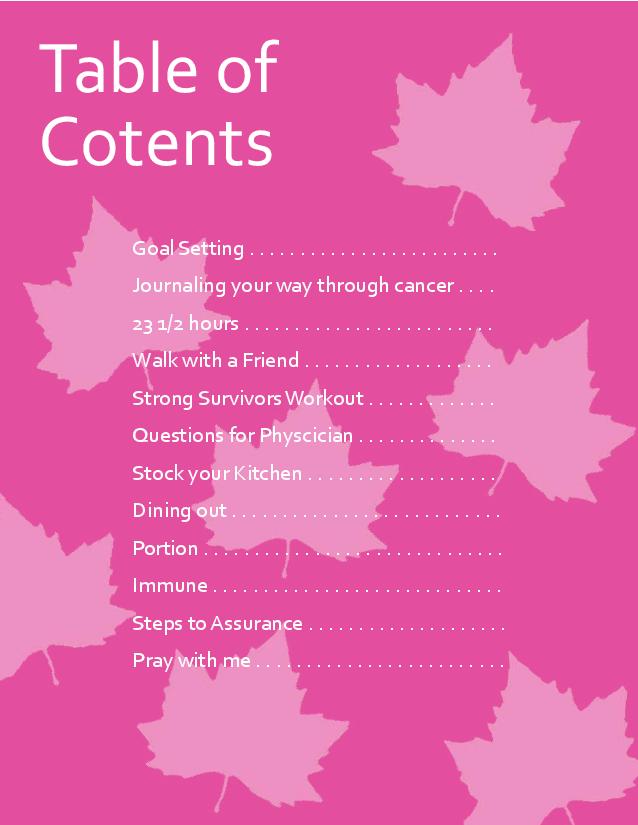 Table of
Cotents
Goal Setting . . . . . . . . . . . . . . . . . . . . . . . . .
Journaling your way through cancer . . . .
23 1/2 hours . . . . . . . . . . . . . . . . . . . . . . . . .
Walk with a Friend . . . . . . . . . . . . . . . . . . .
Strong Survivors Workout . . . . . . . . . . . . .
Questions for Physcician . . . . . . . . . . . . . .
Stock your Kitchen . . . . . . . . . . . . . . . . . . .
Dining out . . . . . . . . . . . . . . . . . . . . . . . . . . .
Portion . . . . . . . . . . . . . . . . . . . . . . . . . . . . . .
Immune . . . . . . . . . . . . . . . . . . . . . . . . . . . . .
Steps to Assurance . . . . . . . . . . . . . . . . . . . .
Pray with me . . . . . . . . . . . . . . . . . . . . . . . . .